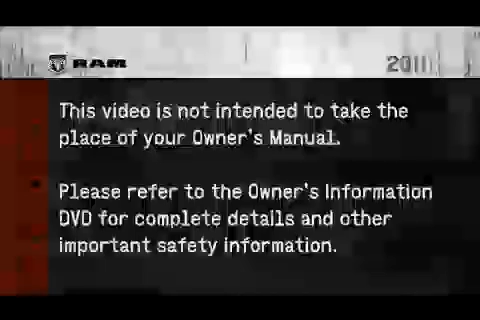 RAM 2011
This video is not intended to take the
place of your Owner's Manual.
Please refer to the Owner's Information
DVD for complete details and other
important safety information.